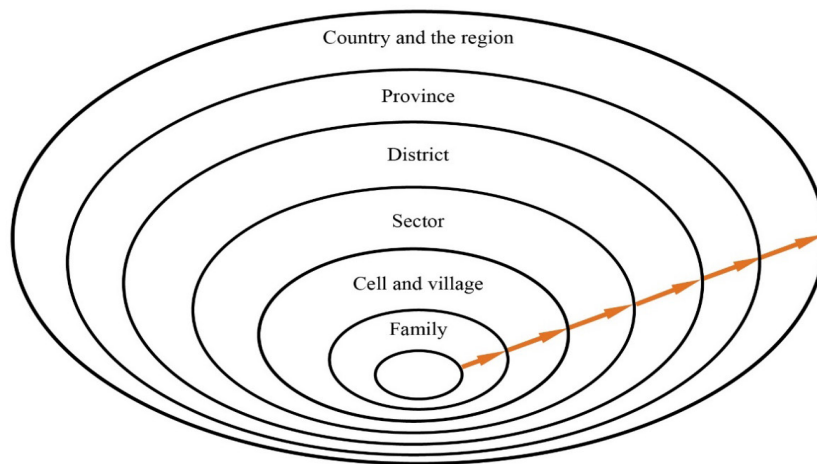 Country and the region
Province
District
Sector
Cell and village
Family